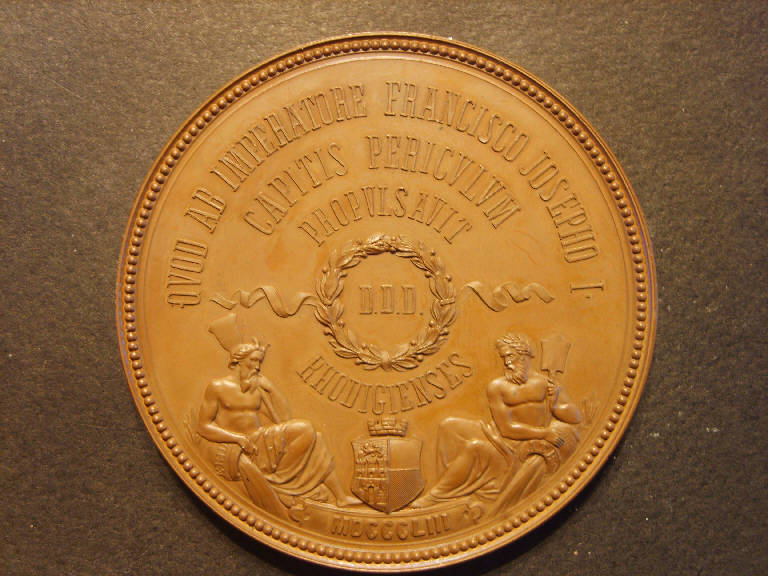 QVOD AB IMPERATORE FRANCISCO JOSEPHO I.
CAPITIS PERICVLVM
PROPVLSAVIT
D.D.D.
RHODIGIENSES
MDCCCLIII